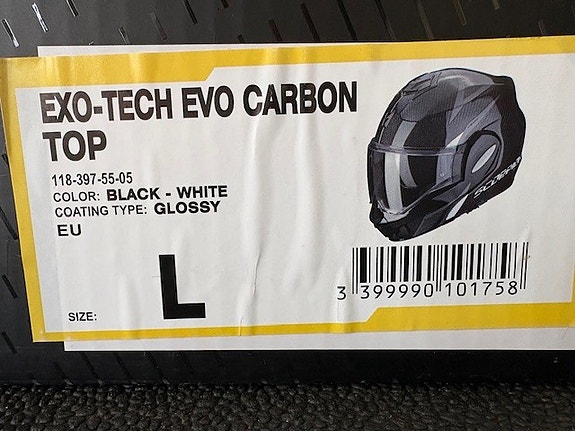 EXO-TECH EVO CARBON
TOP
118-397-55-05
COLOR: BLACK - WHITE
COATING TYPE: GLOSSY
EU
SIZE: L
SCORPION
3 399990 101758